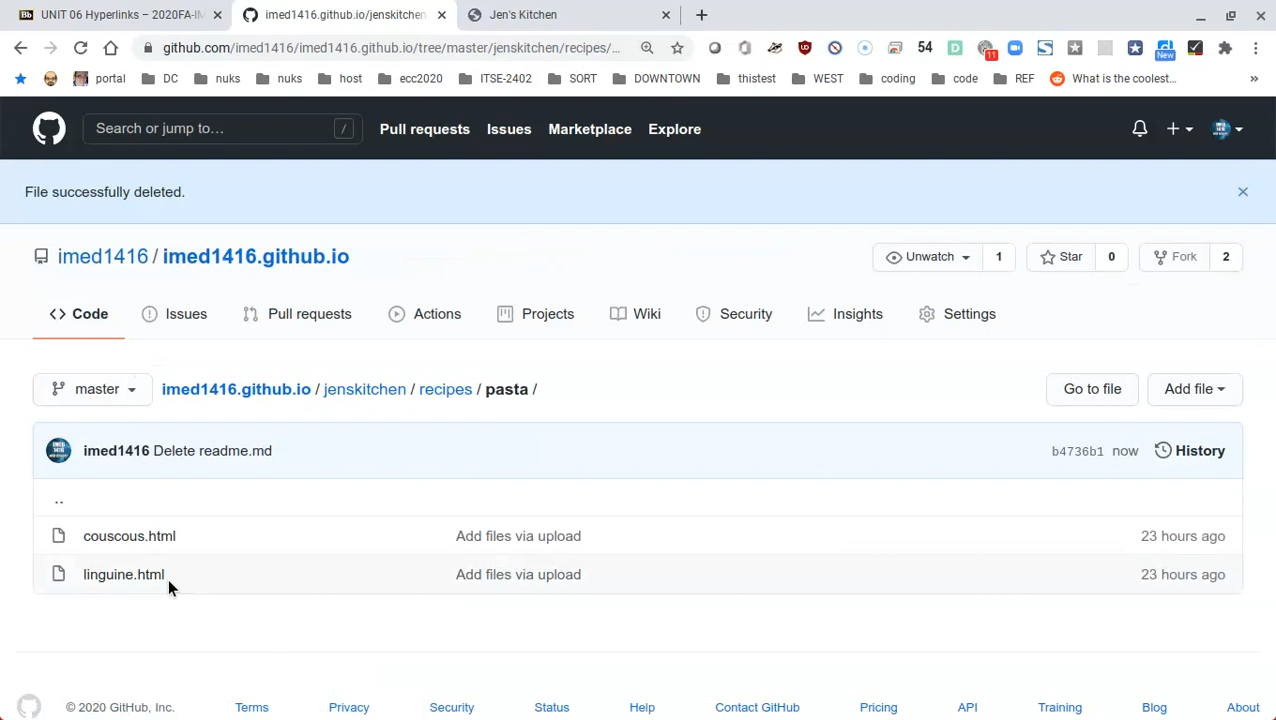 UNIT 06 Hyperlinks – 2020FA-IM
imed1416.github.io/jenskitchen
Jen's Kitchen
github.com/imed1416/imed1416.github.io/tree/master/jenskitchen/recipes/...
54
11
New
portal
DC
nuks
nuks
host
ecc2020
ITSE-2402
SORT
DOWNTOWN
thistest
WEST
coding
code
REF
What is the coolest...
Search or jump to...
/
Pull requests
Issues
Marketplace
Explore
File successfully deleted.
imed1416 / imed1416.github.io
Unwatch
1
Star
0
Fork
2
Code
Issues
Pull requests
Actions
Projects
Wiki
Security
Insights
Settings
master
imed1416.github.io / jenskitchen / recipes / pasta /
Go to file
Add file
imed1416 Delete readme.md
b4736b1 now
History
..
couscous.html
Add files via upload
23 hours ago
linguine.html
Add files via upload
23 hours ago
© 2020 GitHub, Inc.
Terms
Privacy
Security
Status
Help
Contact GitHub
Pricing
API
Training
Blog
About